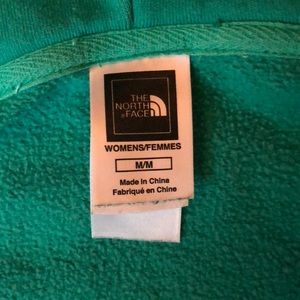 THE
NORTH
FACE
WOMENS/FEMMES
M/M
Made in China
Fabriqué en Chine